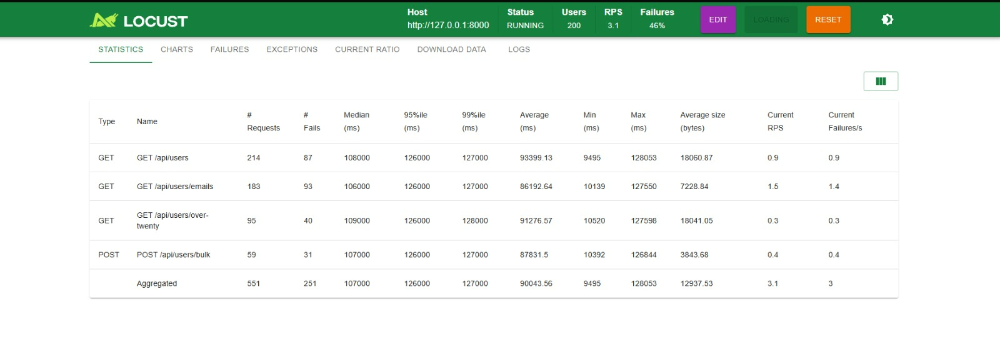 LOCUST
Host
http://127.0.0.1:8000
Status
RUNNING
Users
200
RPS
3.1
Failures
46%
EDIT
LOADING
RESET
STATISTICS CHARTS FAILURES EXCEPTIONS CURRENT RATIO DOWNLOAD DATA LOGS
Type Name # Requests # Fails Median (ms) 95%ile (ms) 99%ile (ms) Average (ms) Min (ms) Max (ms) Average size (bytes) Current RPS Current Failures/s
GET GET /api/users 214 87 108000 126000 127000 93399.13 9495 128053 18060.87 0.9 0.9
GET GET /api/users/emails 183 93 106000 126000 127000 86192.64 10139 127550 7228.84 1.5 1.4
GET GET /api/users/over-twenty 95 40 109000 126000 128000 91276.57 10520 127598 18041.05 0.3 0.3
POST POST /api/users/bulk 59 31 107000 126000 127000 87831.5 10392 126844 3843.68 0.4 0.4
Aggregated 551 251 107000 126000 127000 90043.56 9495 128053 12937.53 3.1 3